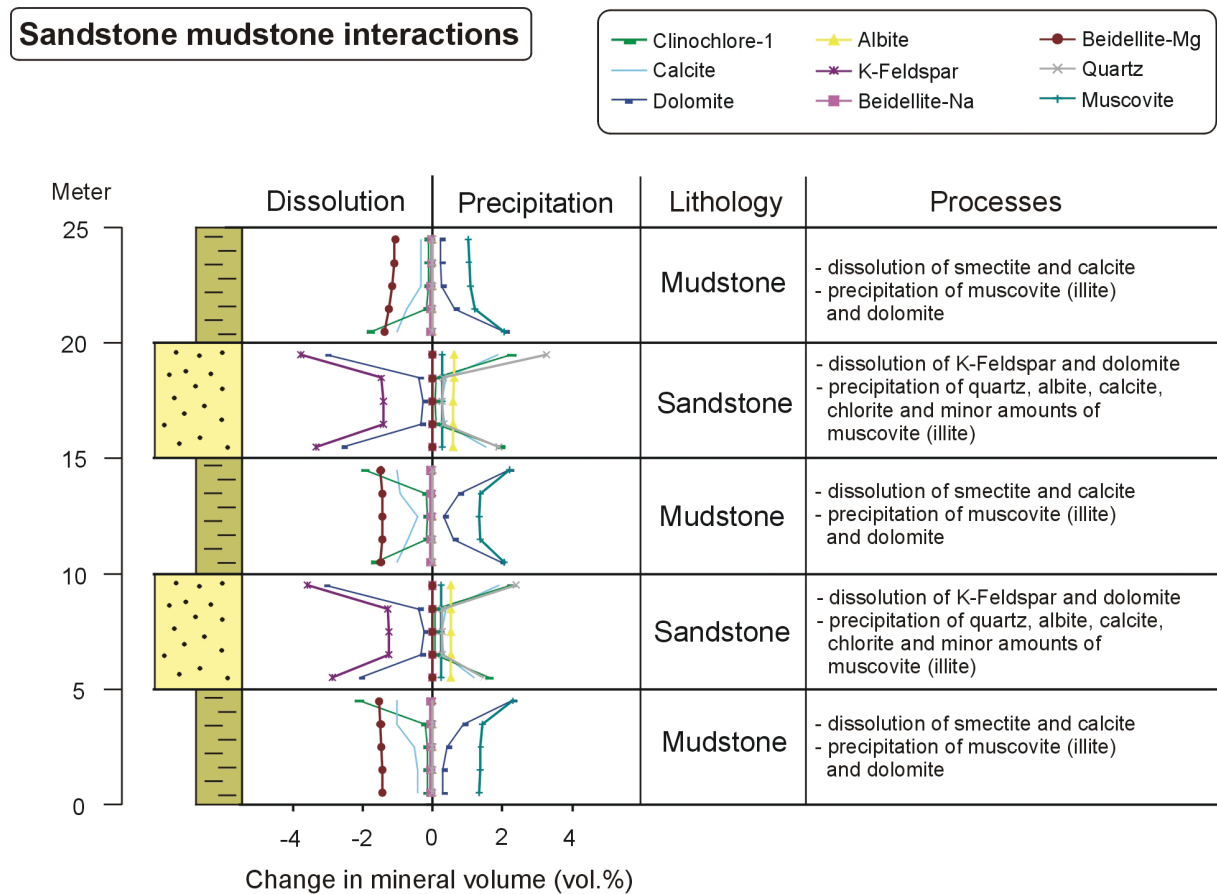 Sandstone mudstone interactions
Clinochlore-1
Albite
Beidellite-Mg
Calcite
K-Feldspar
Quartz
Dolomite
Beidellite-Na
Muscovite
Meter
Dissolution
Precipitation
Lithology
Processes
25
Mudstone
- dissolution of smectite and calcite
- precipitation of muscovite (illite)
and dolomite
20
Sandstone
- dissolution of K-Feldspar and dolomite
- precipitation of quartz, albite, calcite,
chlorite and minor amounts of
muscovite (illite)
15
Mudstone
- dissolution of smectite and calcite
- precipitation of muscovite (illite)
and dolomite
10
Sandstone
- dissolution of K-Feldspar and dolomite
- precipitation of quartz, albite, calcite,
chlorite and minor amounts of
muscovite (illite)
5
Mudstone
- dissolution of smectite and calcite
- precipitation of muscovite (illite)
and dolomite
0
-4 -2 0 2 4
Change in mineral volume (vol.%)